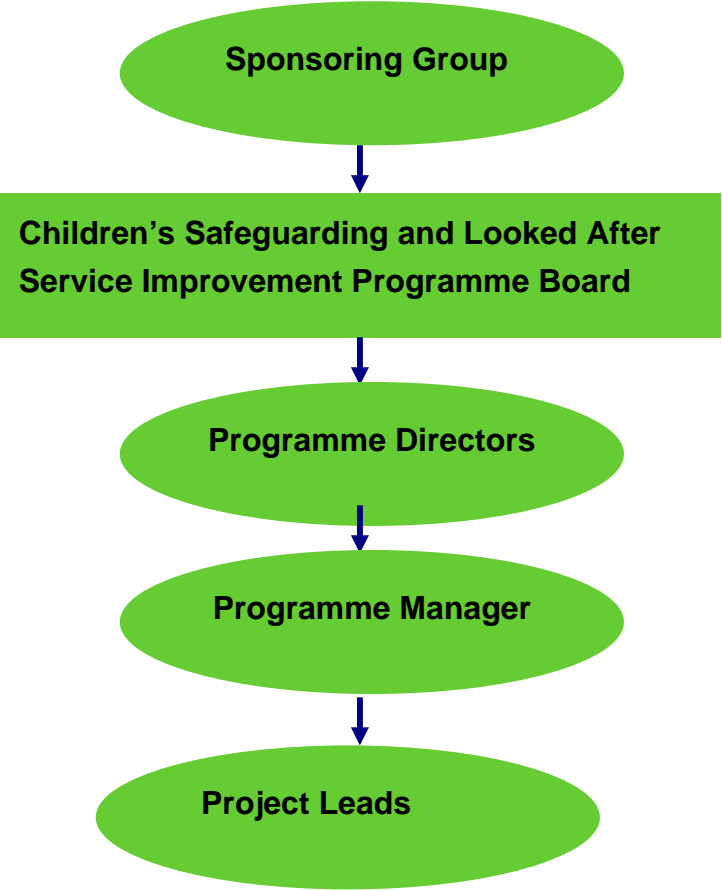 Sponsoring Group
Children’s Safeguarding and Looked After
Service Improvement Programme Board
Programme Directors
Programme Manager
Project Leads